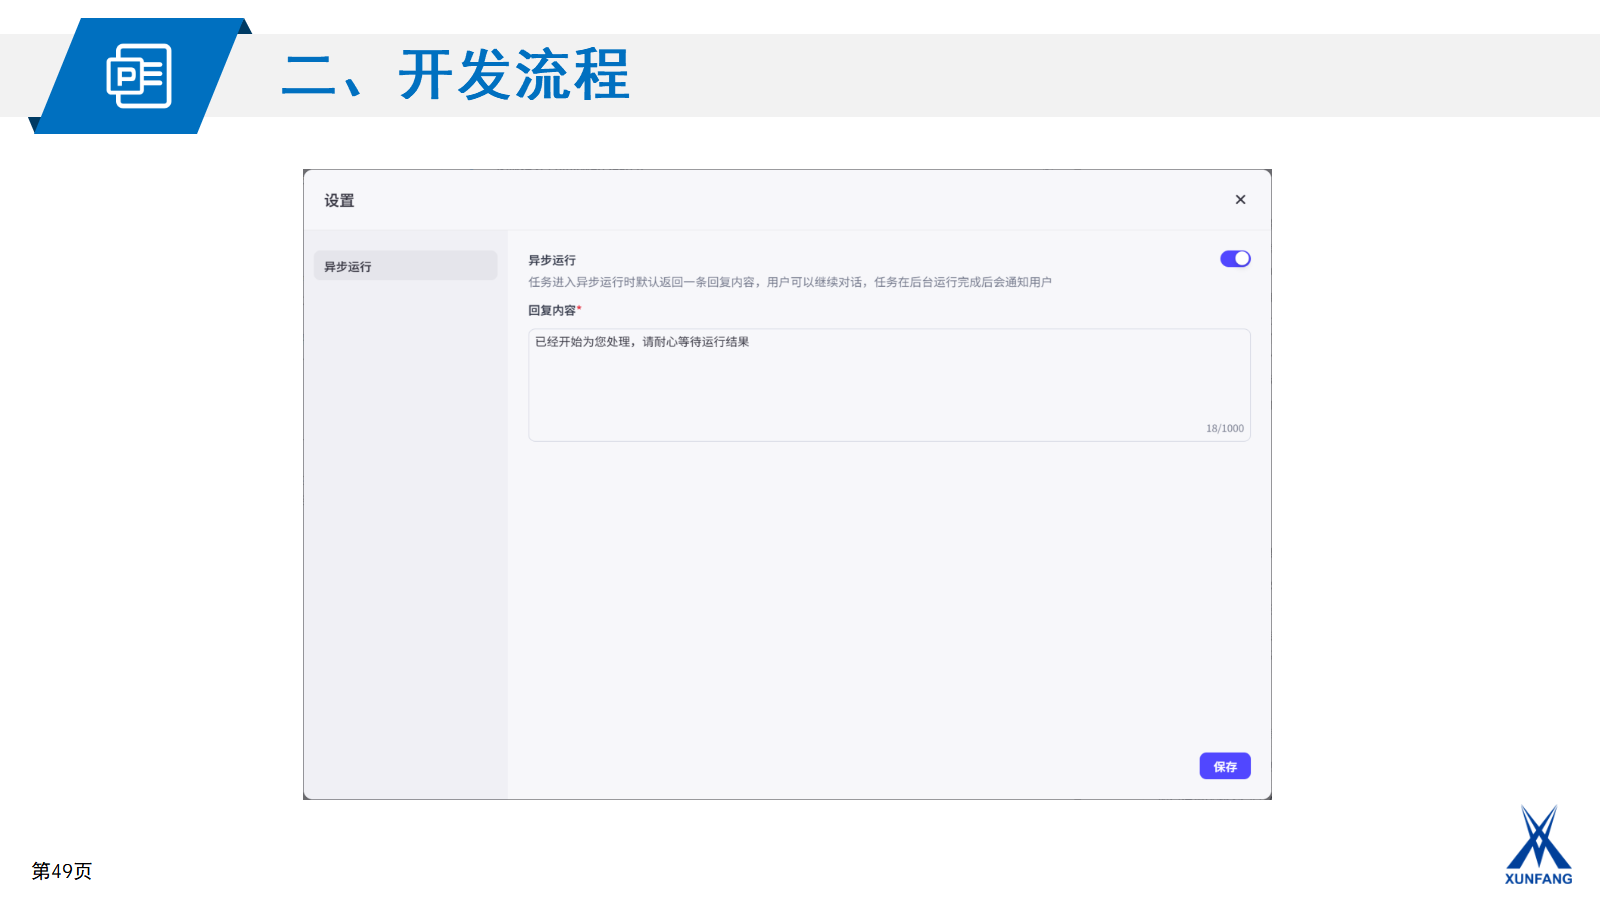 二、开发流程
设置
异步运行
异步运行
任务进入异步运行时默认返回一条回复内容，用户可以继续对话，任务在后台运行完成后会通知用户
回复内容*
已经开始为您处理，请耐心等待运行结果
18/1000
保存
第49页
XUNFANG